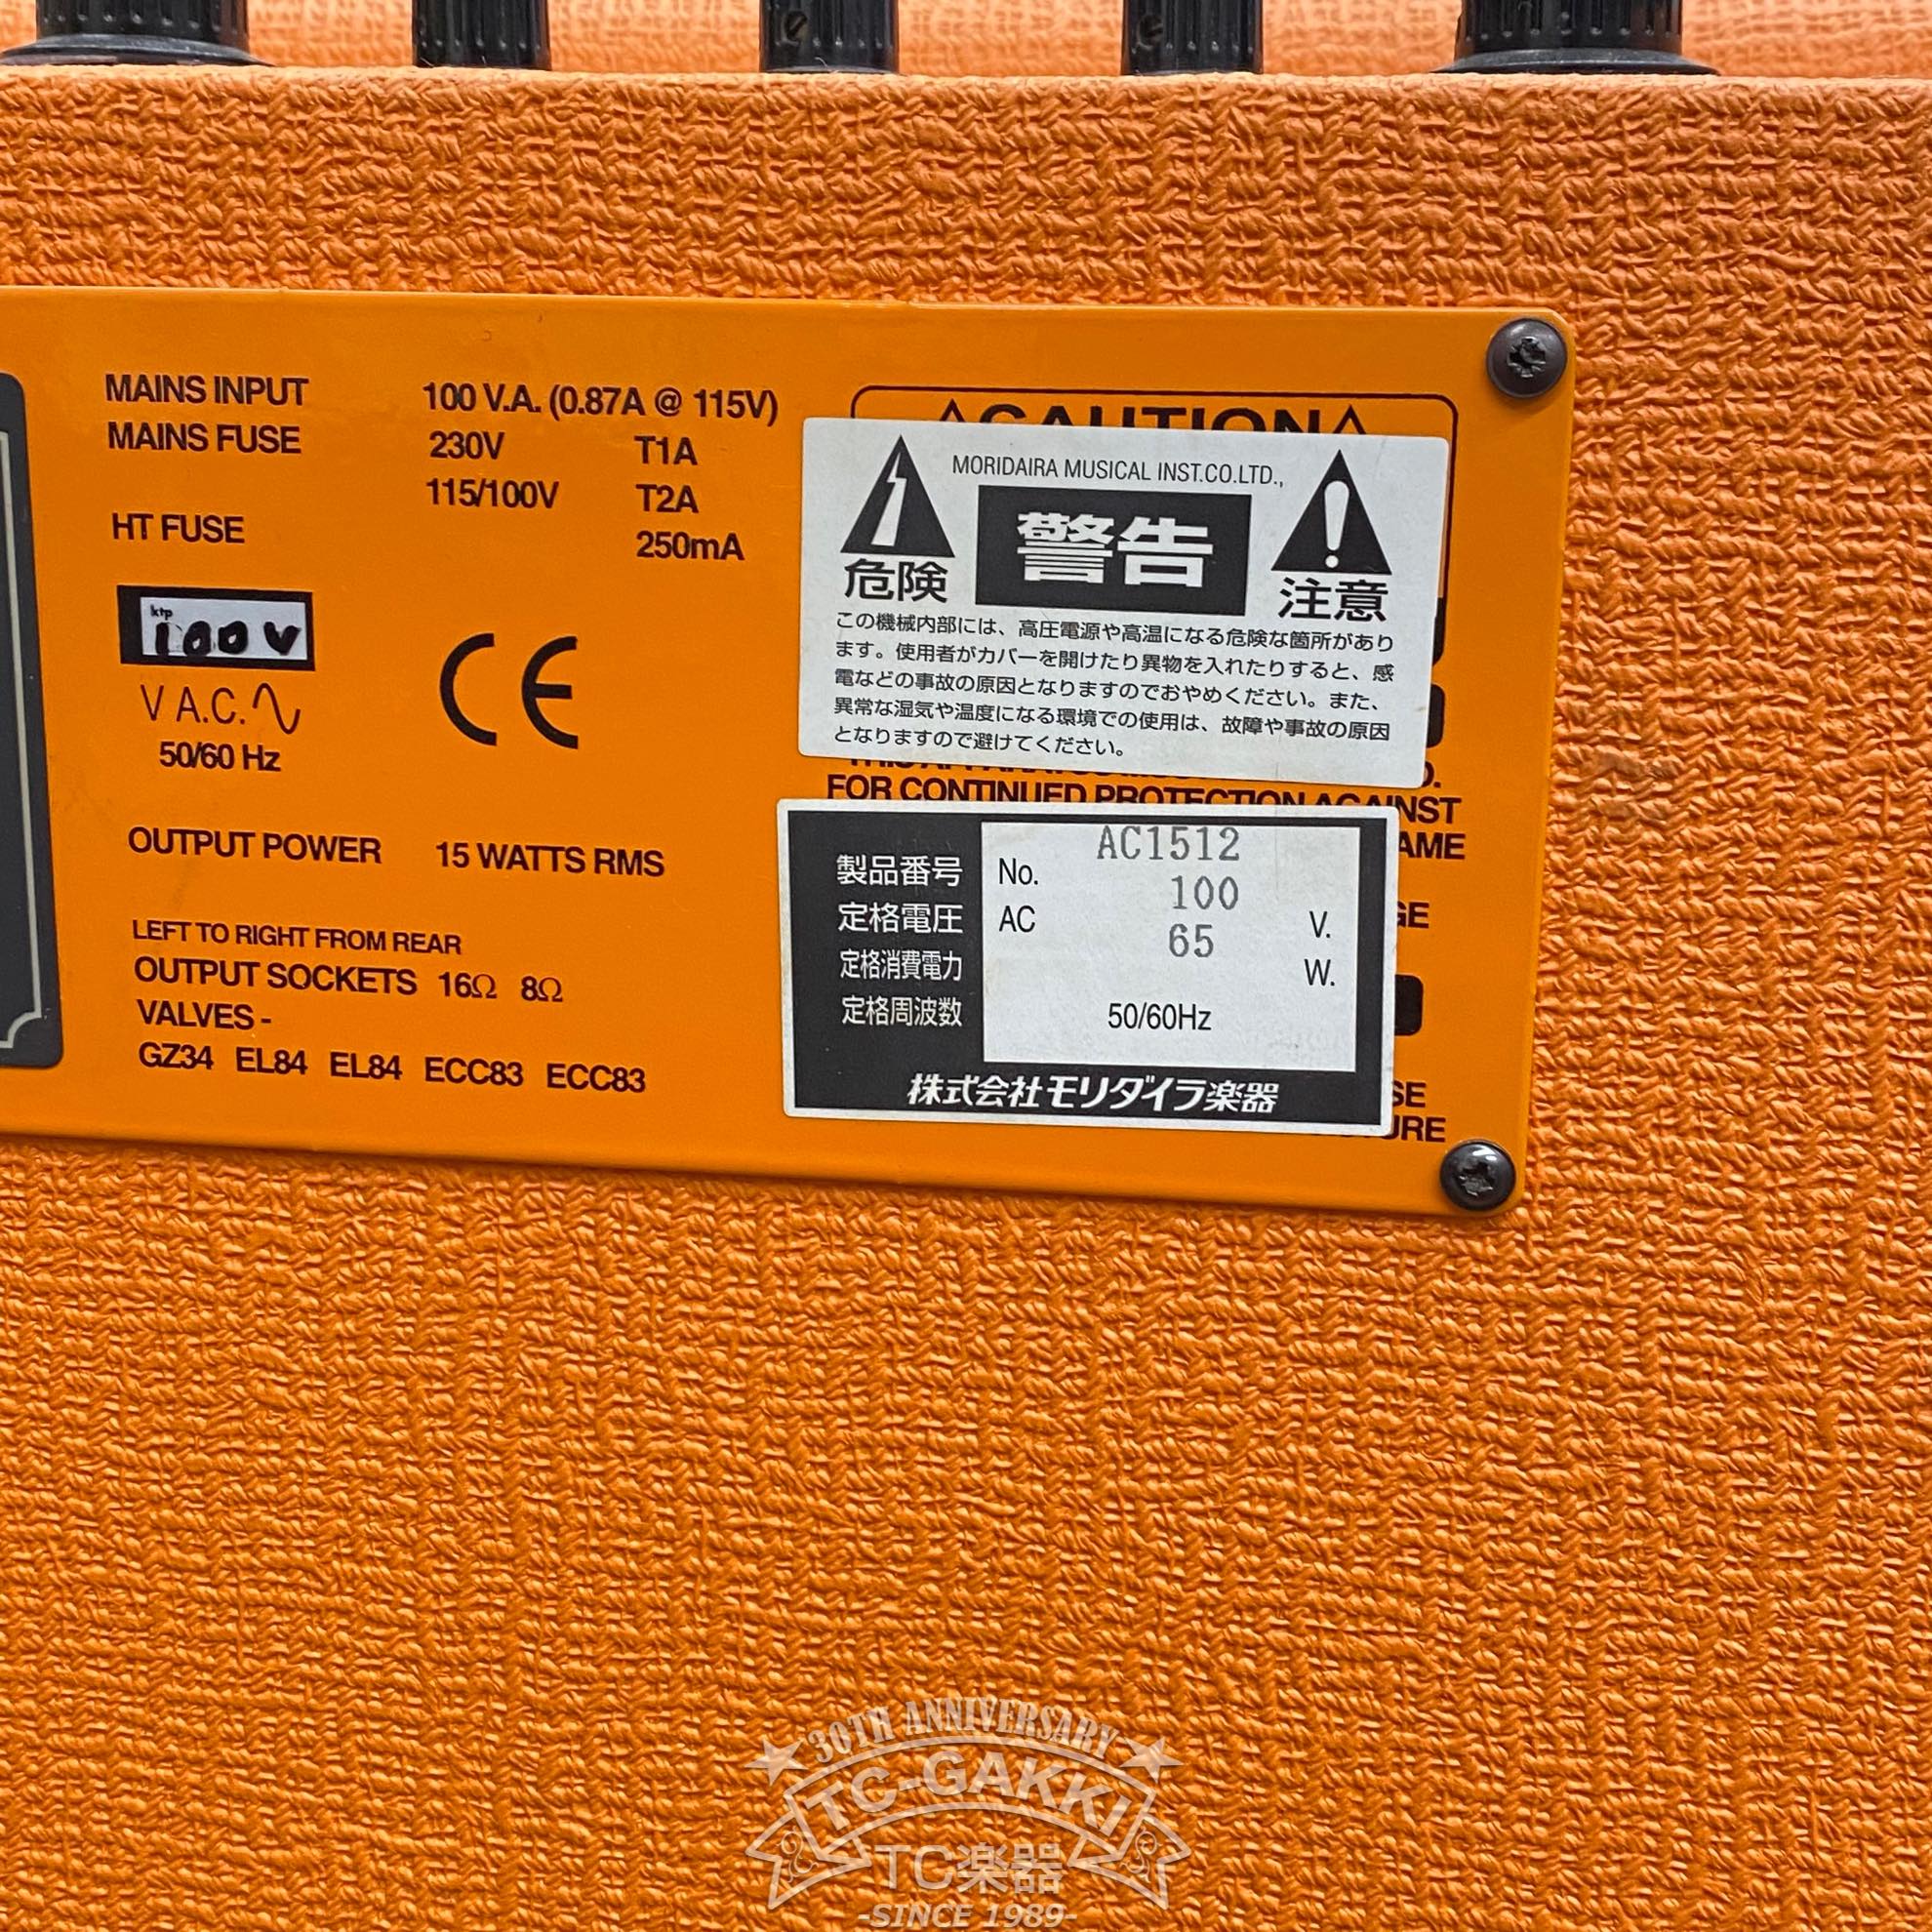 MAINS INPUT 100 V.A. (0.87A @ 115V)
MAINS FUSE 230V T1A
115/100V T2A
HT FUSE 250mA
ktp
100V
V A.C.
50/60 Hz
CE
OUTPUT POWER 15 WATTS RMS
LEFT TO RIGHT FROM REAR
OUTPUT SOCKETS 16Ω 8Ω
VALVES -
GZ34 EL84 EL84 ECC83 ECC83
CAUTION
MORIDAIRA MUSICAL INST.CO.LTD.,
危険 警告 注意
この機械内部には、高圧電源や高温になる危険な箇所があり
ます。使用者がカバーを開けたり異物を入れたりすると、感
電などの事故の原因となりますのでおやめください。また、
異常な湿気や温度になる環境での使用は、故障や事故の原因
となりますので避けてください。
FOR CONTINUED PROTECTION AGAINST
製品番号 No. AC1512
定格電圧 AC 100 V.
定格消費電力 65 W.
定格周波数 50/60Hz
株式会社モリダイラ楽器
30TH ANNIVERSARY
TC-GAKKI
TC楽器
-SINCE 1989-